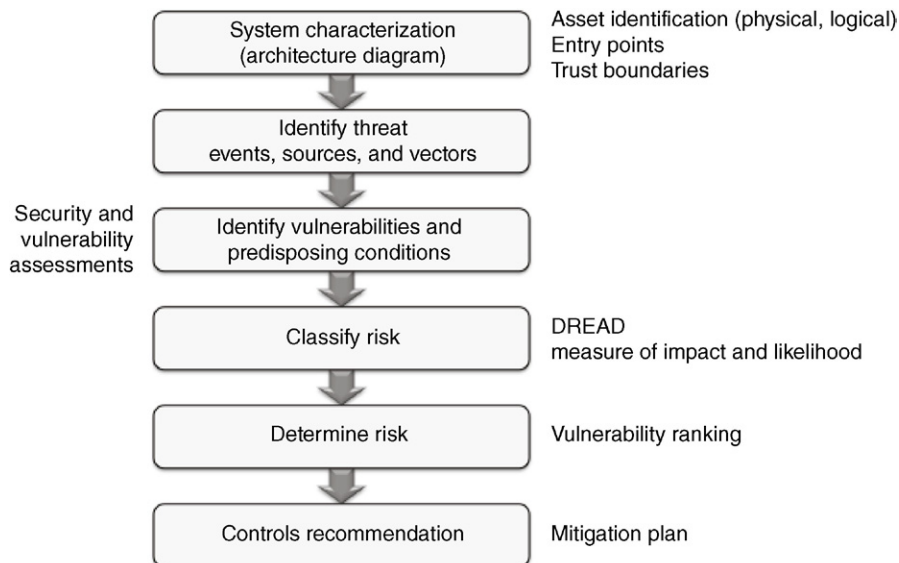 System characterization
(architecture diagram)
Asset identification (physical, logical)
Entry points
Trust boundaries
Identify threat
events, sources, and vectors
Security and
vulnerability
assessments
Identify vulnerabilities and
predisposing conditions
Classify risk
DREAD
measure of impact and likelihood
Determine risk
Vulnerability ranking
Controls recommendation
Mitigation plan